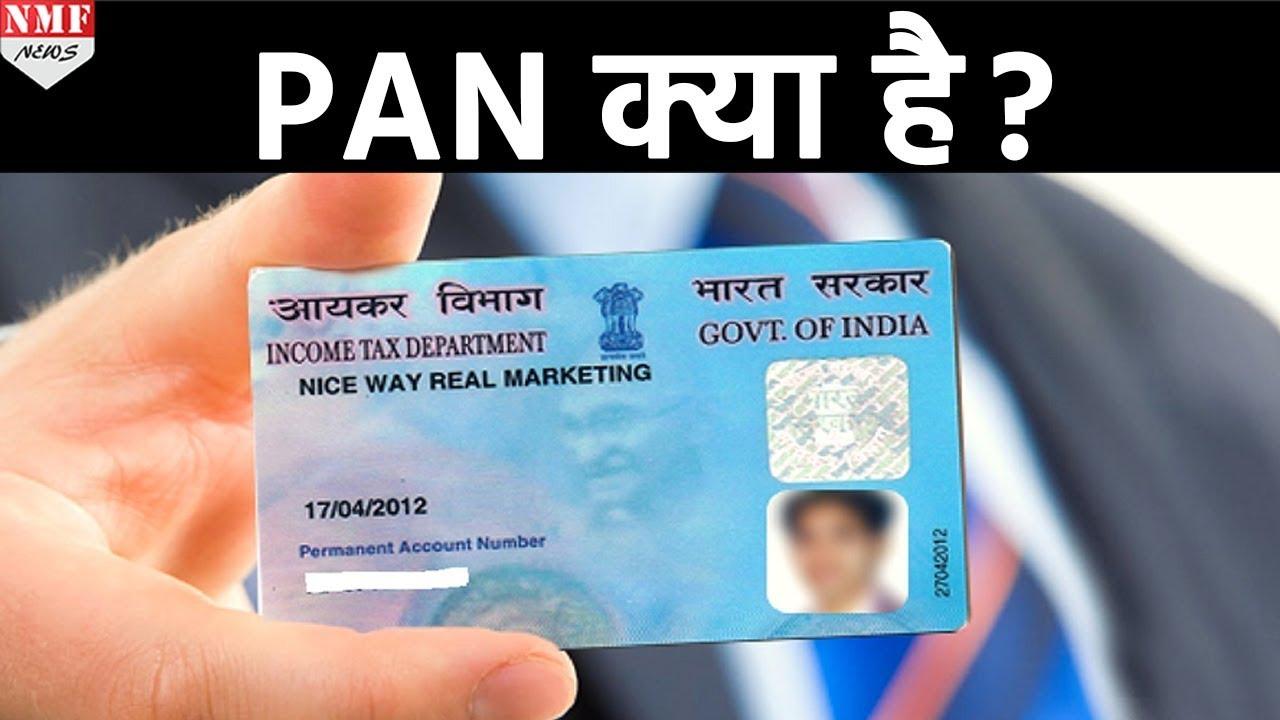 NMF
NEWS
PAN क्या है?
आयकर विभाग
INCOME TAX DEPARTMENT
भारत सरकार
GOVT. OF INDIA
NICE WAY REAL MARKETING
17/04/2012
Permanent Account Number
27042012